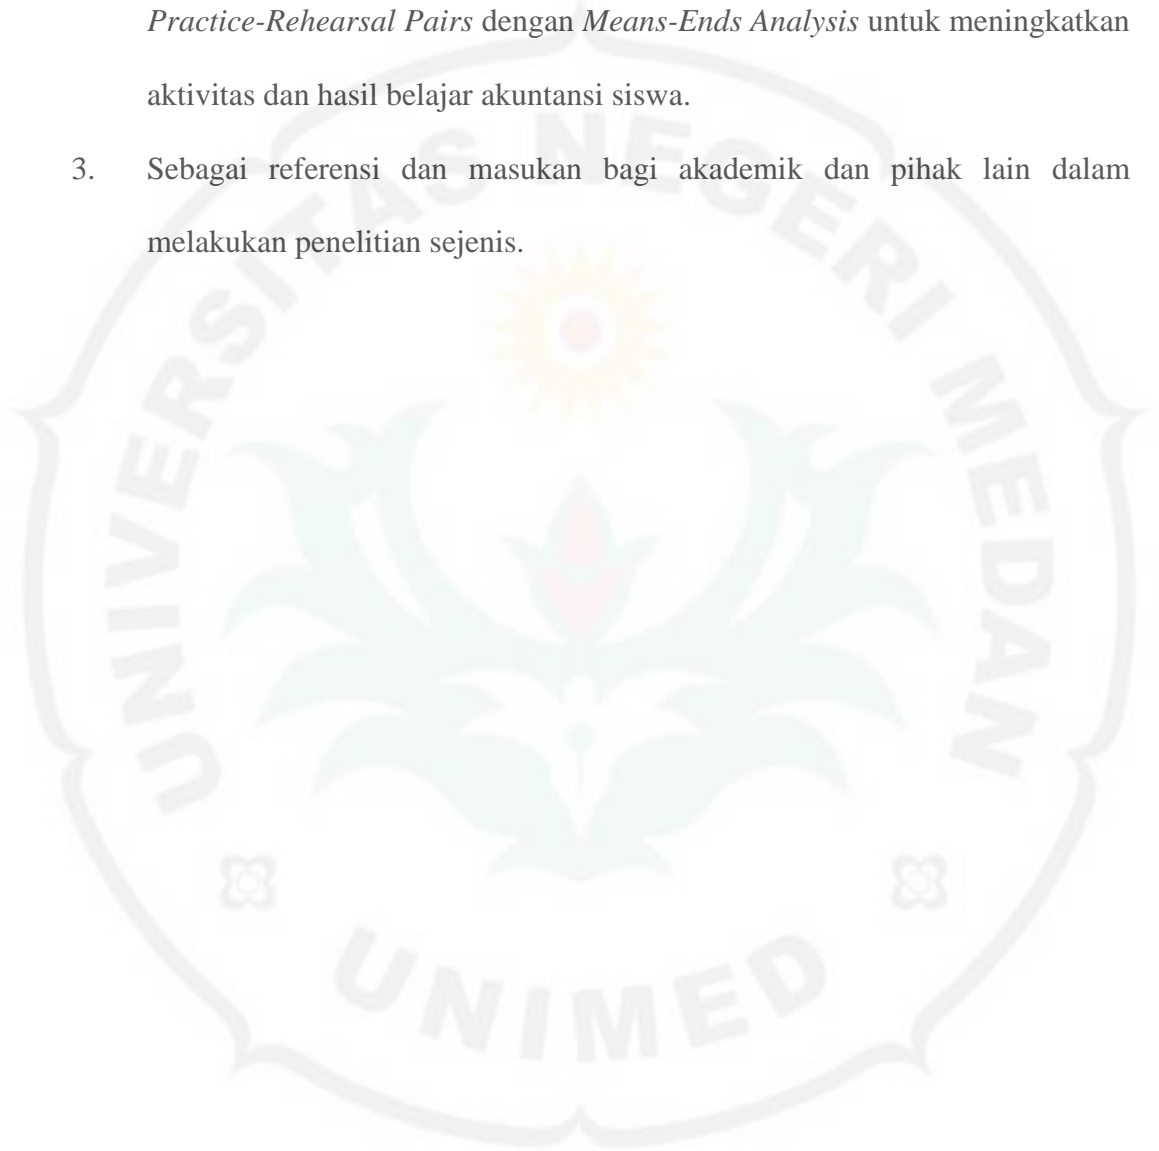 Practice-Rehearsal Pairs dengan Means-Ends Analysis untuk meningkatkan
aktivitas dan hasil belajar akuntansi siswa.
3. Sebagai referensi dan masukan bagi akademik dan pihak lain dalam
melakukan penelitian sejenis.
UNIVERSITAS NEGERI MEDAN
UNIMED